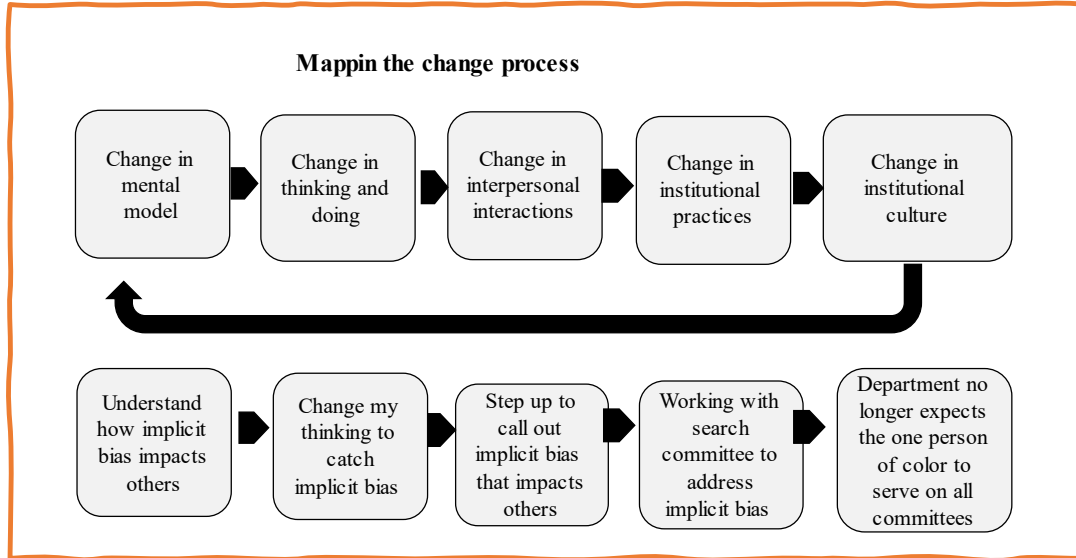 Mappin the change process
Change in
mental
model
Change in
thinking and
doing
Change in
interpersonal
interactions
Change in
institutional
practices
Change in
institutional
culture
Understand
how implicit
bias impacts
others
Change my
thinking to
catch
implicit bias
Step up to
call out
implicit bias
that impacts
others
Working with
search
committee to
address
implicit bias
Department no
longer expects
the one person
of color to
serve on all
committees